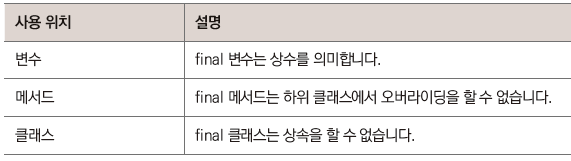 사용 위치 설명
변수 final 변수는 상수를 의미합니다.
메서드 final 메서드는 하위 클래스에서 오버라이딩을 할 수 없습니다.
클래스 final 클래스는 상속을 할 수 없습니다.